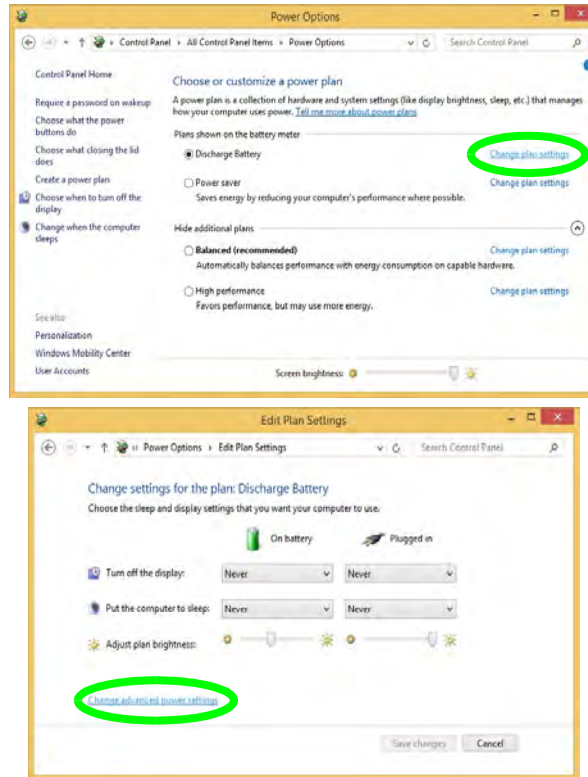 Power Options
Control Panel › All Control Panel Items › Power Options
Search Control Panel
Control Panel Home
Require a password on wakeup
Choose what the power
buttons do
Choose what closing the lid
does
Create a power plan
Choose when to turn off the
display
Change when the computer
sleeps
See also
Personalization
Windows Mobility Center
User Accounts
Choose or customize a power plan
A power plan is a collection of hardware and system settings (like display brightness, sleep, etc.) that manages
how your computer uses power. Tell me more about power plans
Plans shown on the battery meter
Discharge Battery Change plan settings
Power saver Change plan settings
Saves energy by reducing your computer's performance where possible.
Hide additional plans
Balanced (recommended) Change plan settings
Automatically balances performance with energy consumption on capable hardware.
High performance Change plan settings
Favors performance, but may use more energy.
Screen brightness:
Edit Plan Settings
« Power Options › Edit Plan Settings
Search Control Panel
Change settings for the plan: Discharge Battery
Choose the sleep and display settings that you want your computer to use.
On battery Plugged in
Turn off the display: Never Never
Put the computer to sleep: Never Never
Adjust plan brightness:
Change advanced power settings
Save changes Cancel